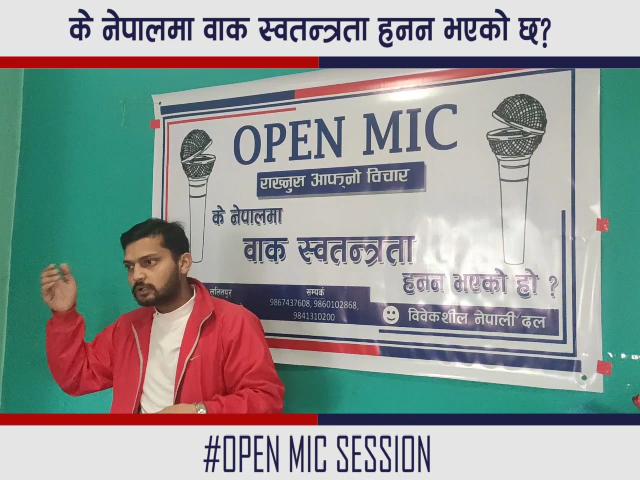 के नेपालमा वाक स्वतन्त्रता हनन भएको छ?
OPEN MIC
राख्नुस आफ्नो विचार
के नेपालमा
वाक स्वतन्त्रता
हनन भएको हो ?
ललितपुर
सम्पर्क
9867437608, 9860102868,
9841310200
विवेकशील नेपाली दल
#OPEN MIC SESSION